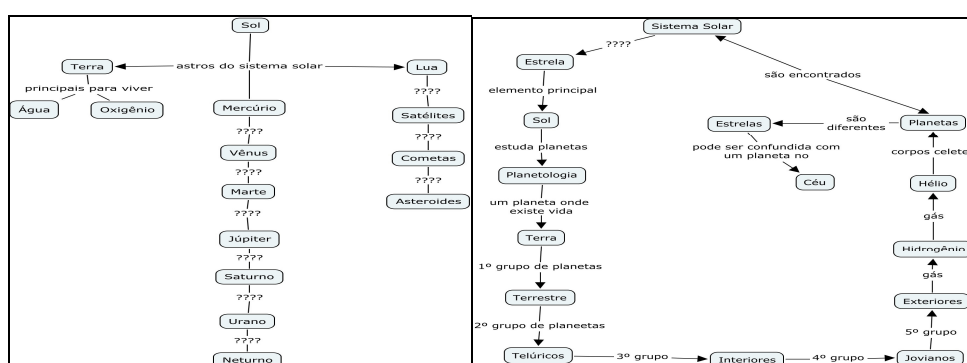 Sol
Terra
astros do sistema solar
Lua
principais para viver
????
Água
Oxigênio
Mercúrio
Satélites
????
????
Vênus
Cometas
????
????
Marte
Asteroides
????
Júpiter
????
Saturno
????
Urano
????
Neturno
Sistema Solar
????
Estrela
são encontrados
elemento principal
Sol
Estrelas
são
diferentes
Planetas
estuda planetas
pode ser confundida com
um planeta no
corpos celete
Planetologia
Céu
Hélio
um planeta onde
existe vida
gás
Terra
Hidrogênio
1º grupo de planetas
gás
Terrestre
Exteriores
2º grupo de planeetas
5º grupo
Telúricos
3º grupo
Interiores
4º grupo
Jovianos